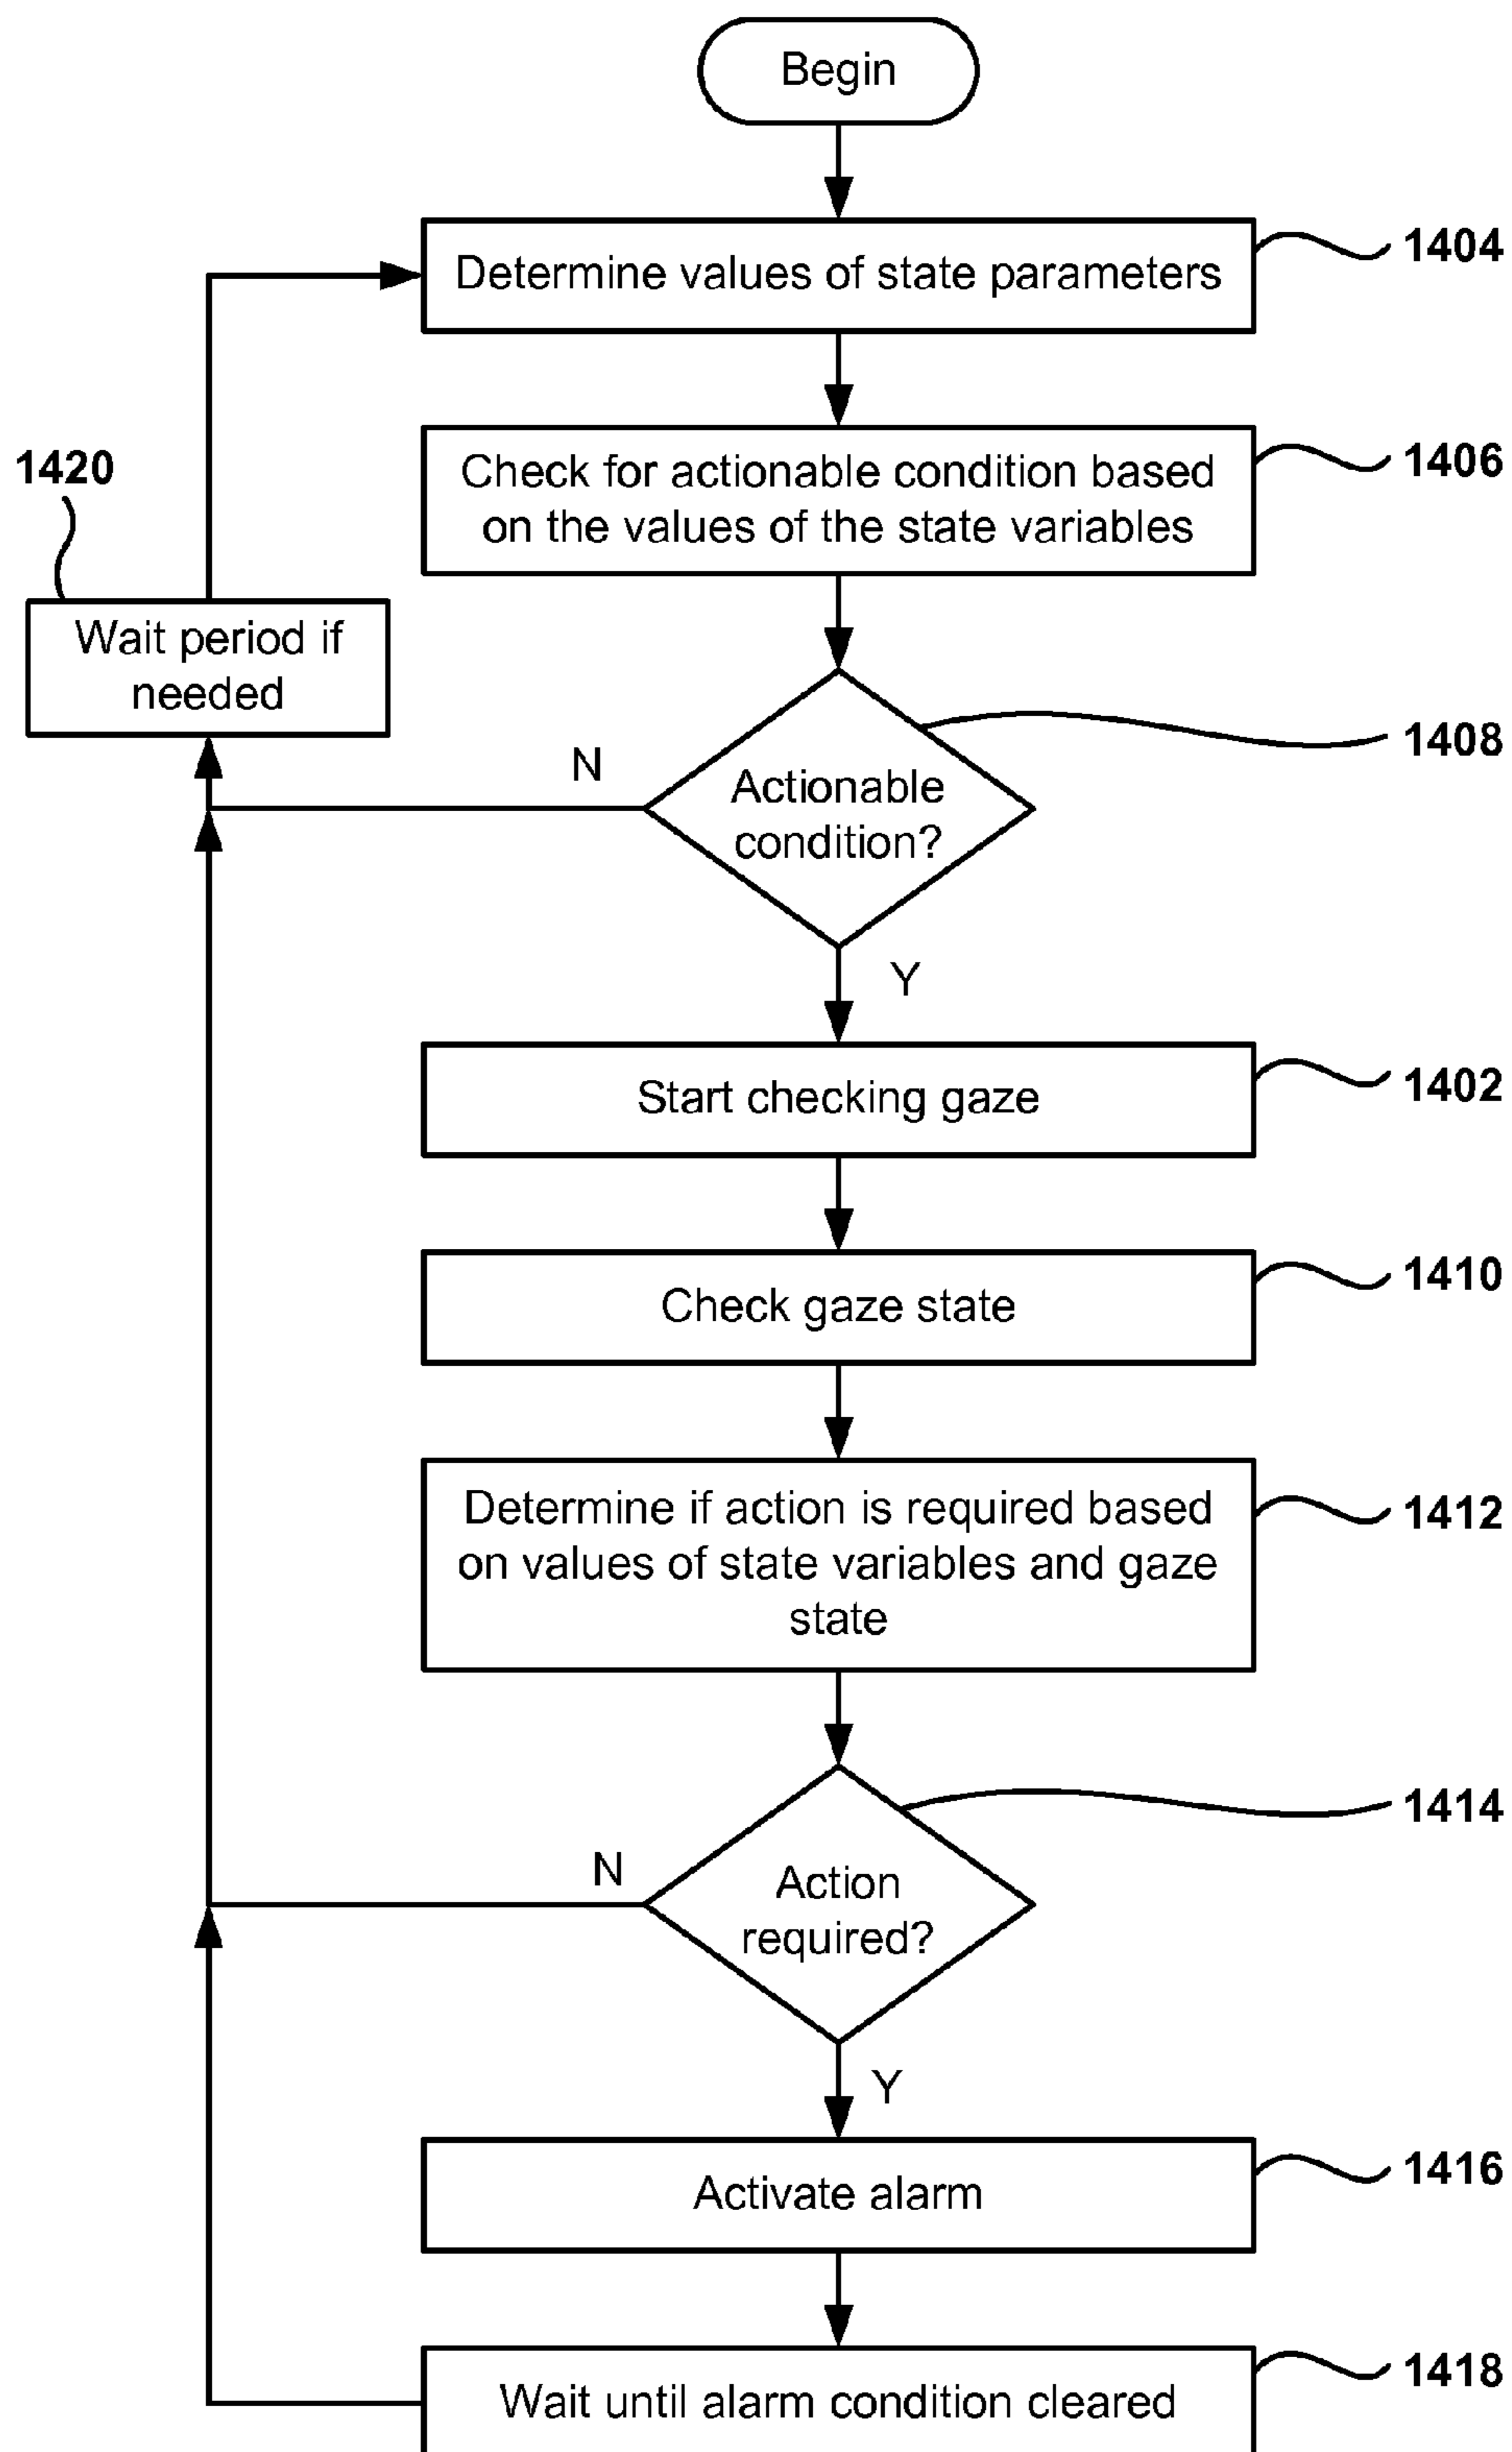 Begin
Determine values of state parameters
1404
Check for actionable condition based
on the values of the state variables
1406
1420
Wait period if
needed
N
Actionable
condition?
1408
Y
Start checking gaze
1402
Check gaze state
1410
Determine if action is required based
on values of state variables and gaze
state
1412
N
Action
required?
1414
Y
Activate alarm
1416
Wait until alarm condition cleared
1418